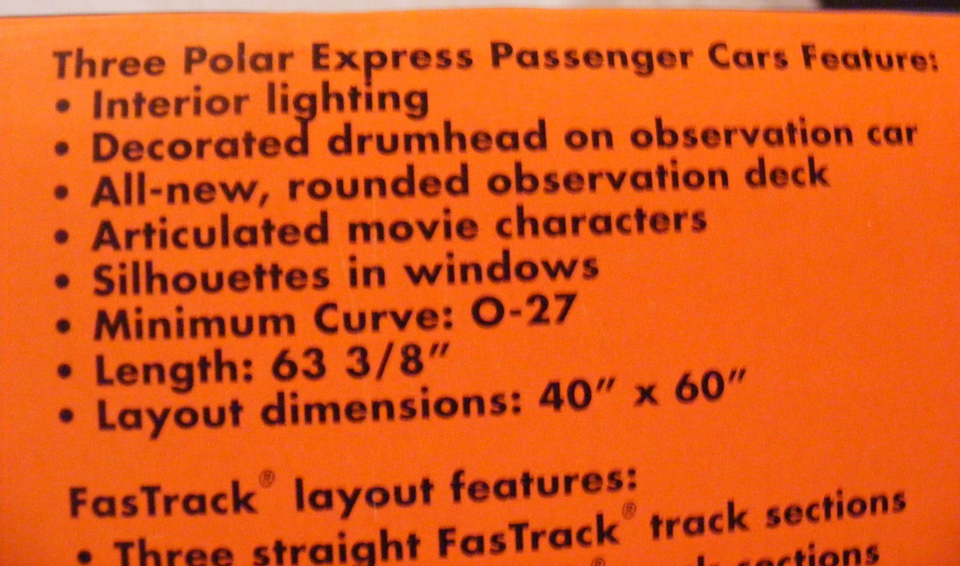 Three Polar Express Passenger Cars Feature:
• Interior lighting
• Decorated drumhead on observation car
• All-new, rounded observation deck
• Articulated movie characters
• Silhouettes in windows
• Minimum Curve: O-27
• Length: 63 3/8"
• Layout dimensions: 40" x 60"
FasTrack® layout features:
• Three straight FasTrack® track sections
® sections